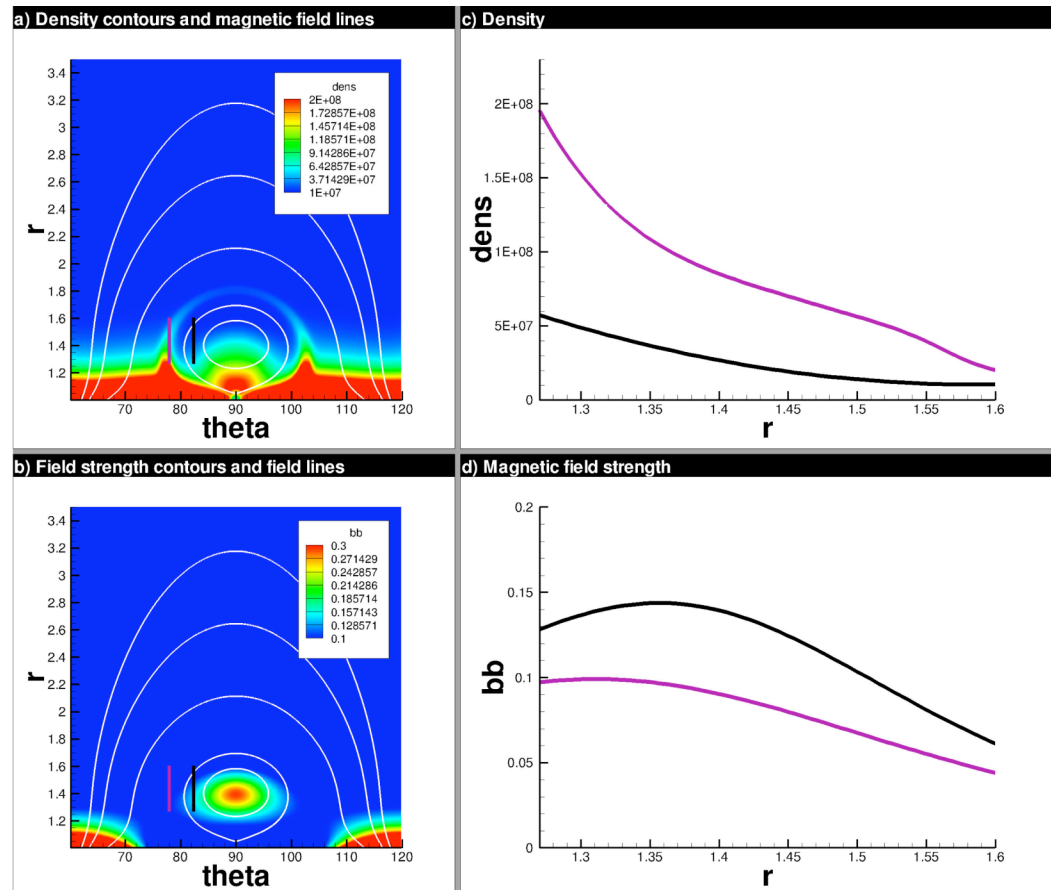 a) Density contours and magnetic field lines
r
3.4
3.2
3
2.8
2.6
2.4
2.2
2
1.8
1.6
1.4
1.2
dens
2E+08
1.72857E+08
1.45714E+08
1.18571E+08
9.14286E+07
6.42857E+07
3.71429E+07
1E+07
70 80 90 100 110 120
theta
c) Density
dens
2E+08
1.5E+08
1E+08
5E+07
0
1.3 1.35 1.4 1.45 1.5 1.55 1.6
r
b) Field strength contours and field lines
r
3.4
3.2
3
2.8
2.6
2.4
2.2
2
1.8
1.6
1.4
1.2
bb
0.3
0.271429
0.242857
0.214286
0.185714
0.157143
0.128571
0.1
70 80 90 100 110 120
theta
d) Magnetic field strength
bb
0.2
0.15
0.1
0.05
0
1.3 1.35 1.4 1.45 1.5 1.55 1.6
r